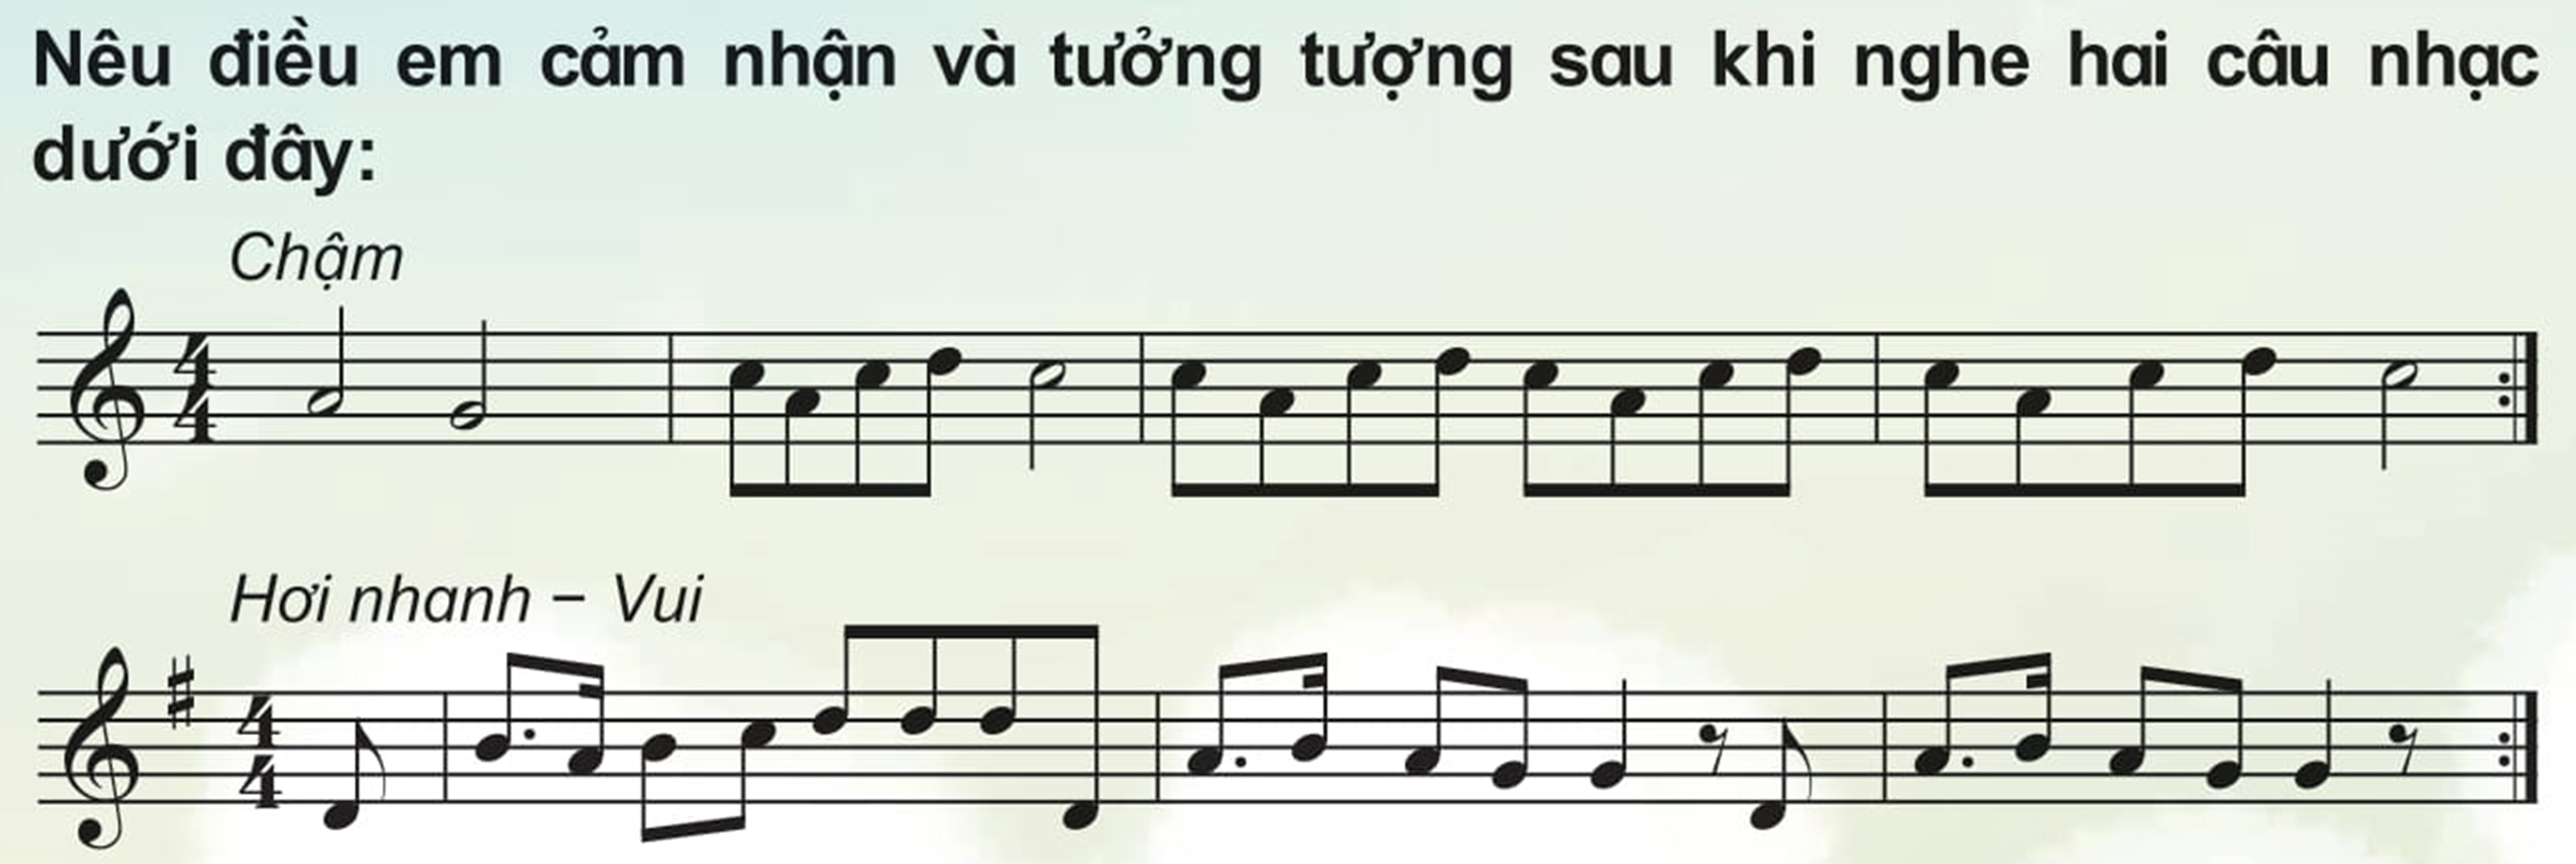 Nêu điều em cảm nhận và tưởng tượng sau khi nghe hai câu nhạc
dưới đây:
Chậm
4
4
Hơi nhanh – Vui
4
4